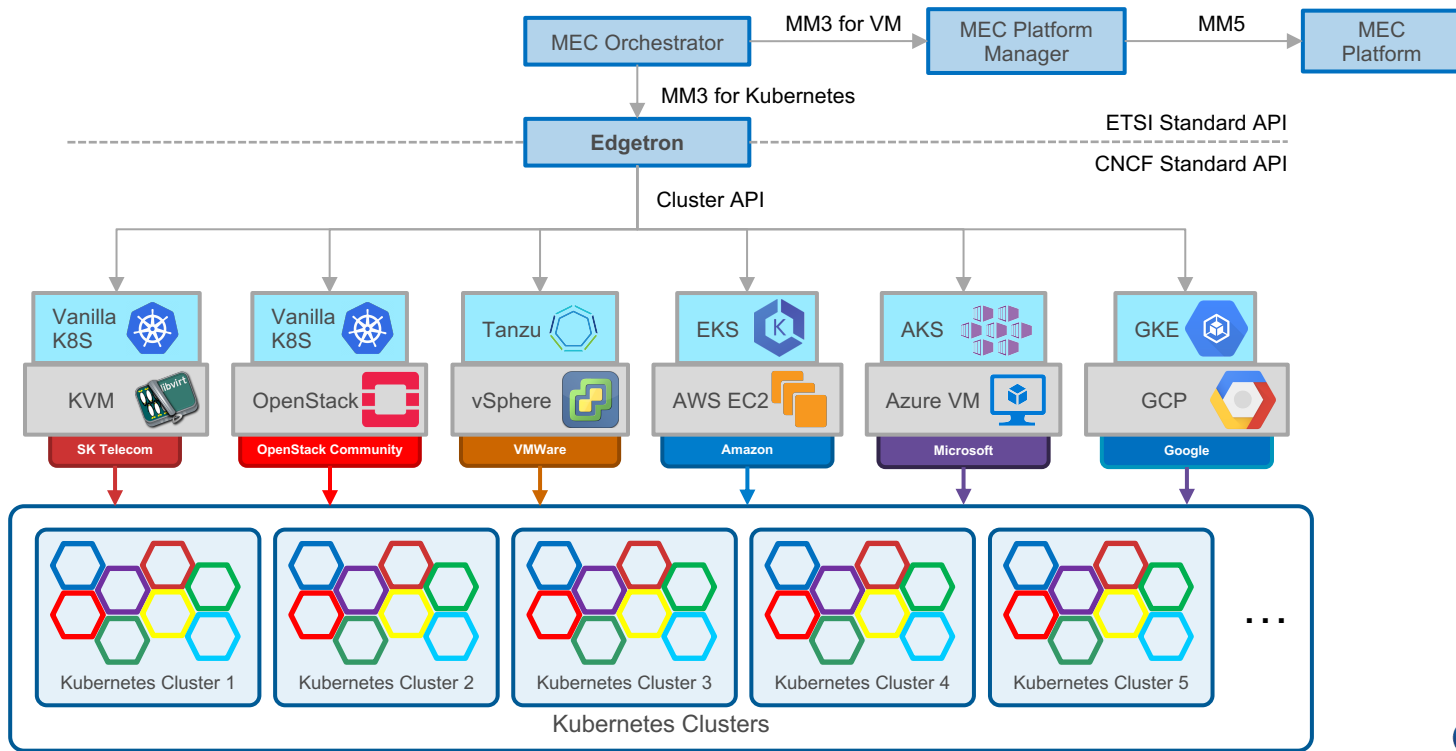 MEC Orchestrator
MM3 for VM
MEC Platform
Manager
MM5
MEC
Platform
MM3 for Kubernetes
Edgetron
ETSI Standard API
CNCF Standard API
Cluster API
Vanilla
K8S
Vanilla
K8S
Tanzu
EKS
K
AKS
GKE
KVM
libvirt
OpenStack
vSphere
AWS EC2
Azure VM
GCP
SK Telecom
OpenStack Community
VMWare
Amazon
Microsoft
Google
Kubernetes Cluster 1
Kubernetes Cluster 2
Kubernetes Cluster 3
Kubernetes Cluster 4
Kubernetes Cluster 5
...
Kubernetes Clusters